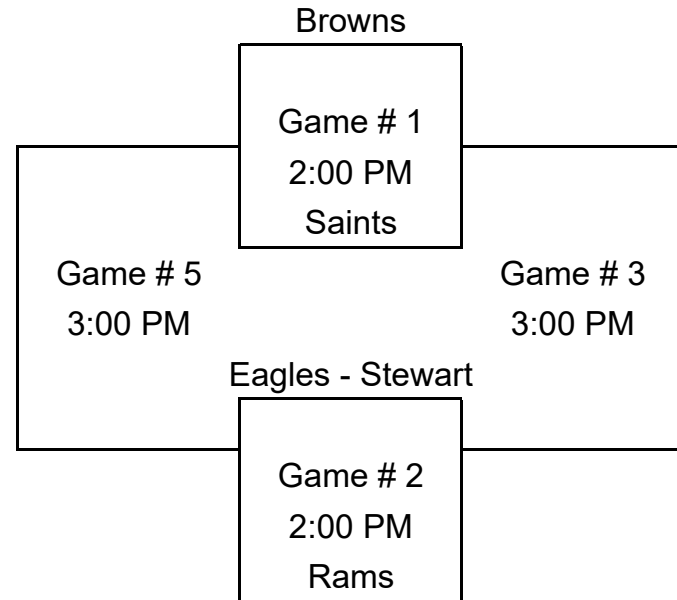 Browns
Game # 1
2:00 PM
Saints
Game # 5
3:00 PM
Game # 3
3:00 PM
Eagles - Stewart
Game # 2
2:00 PM
Rams